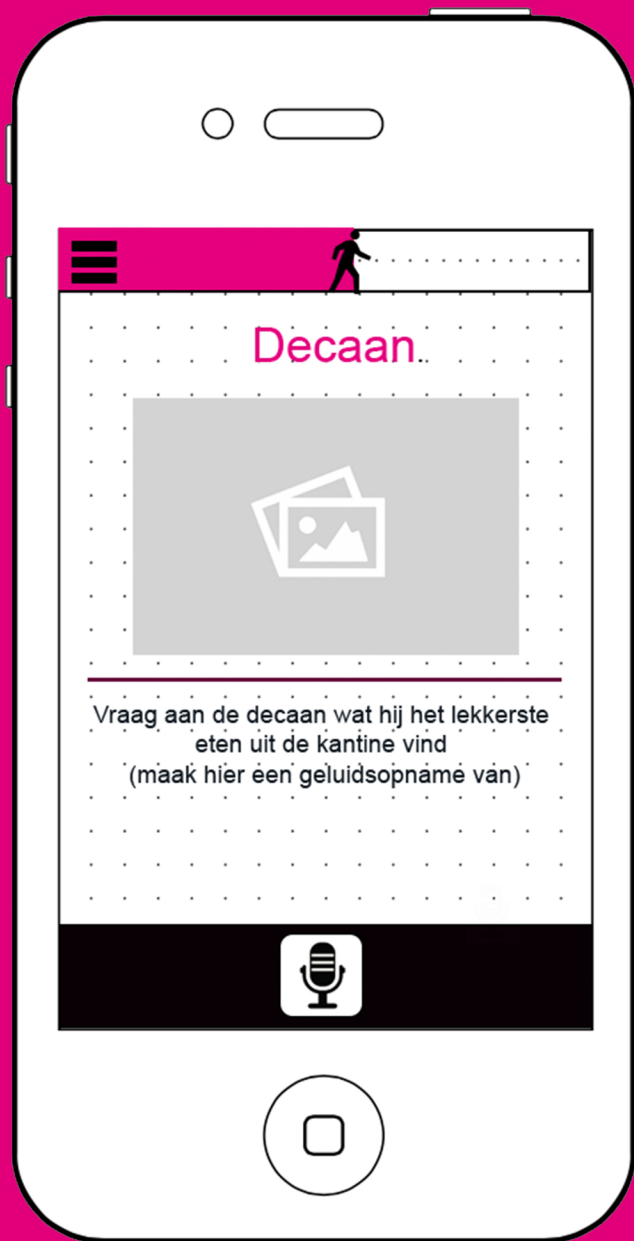 Decaan
Vraag aan de decaan wat hij het lekkerste
eten uit de kantine vind
(maak hier een geluidsopname van)